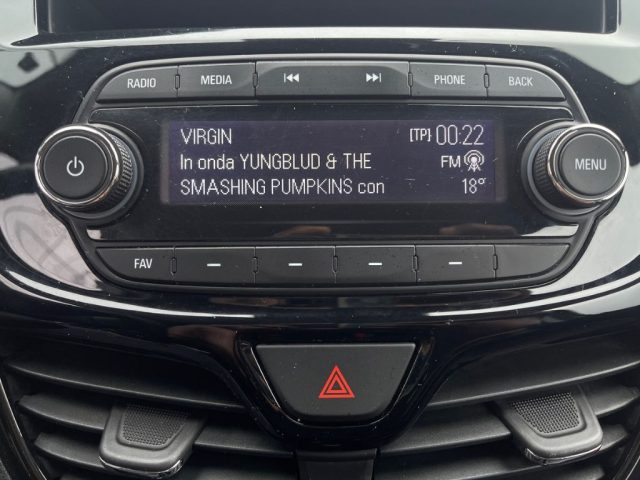 RADIO MEDIA PHONE BACK
VIRGIN [TP] 00:22
In onda YUNGBLUD & THE FM
SMASHING PUMPKINS con 18°
MENU
FAV